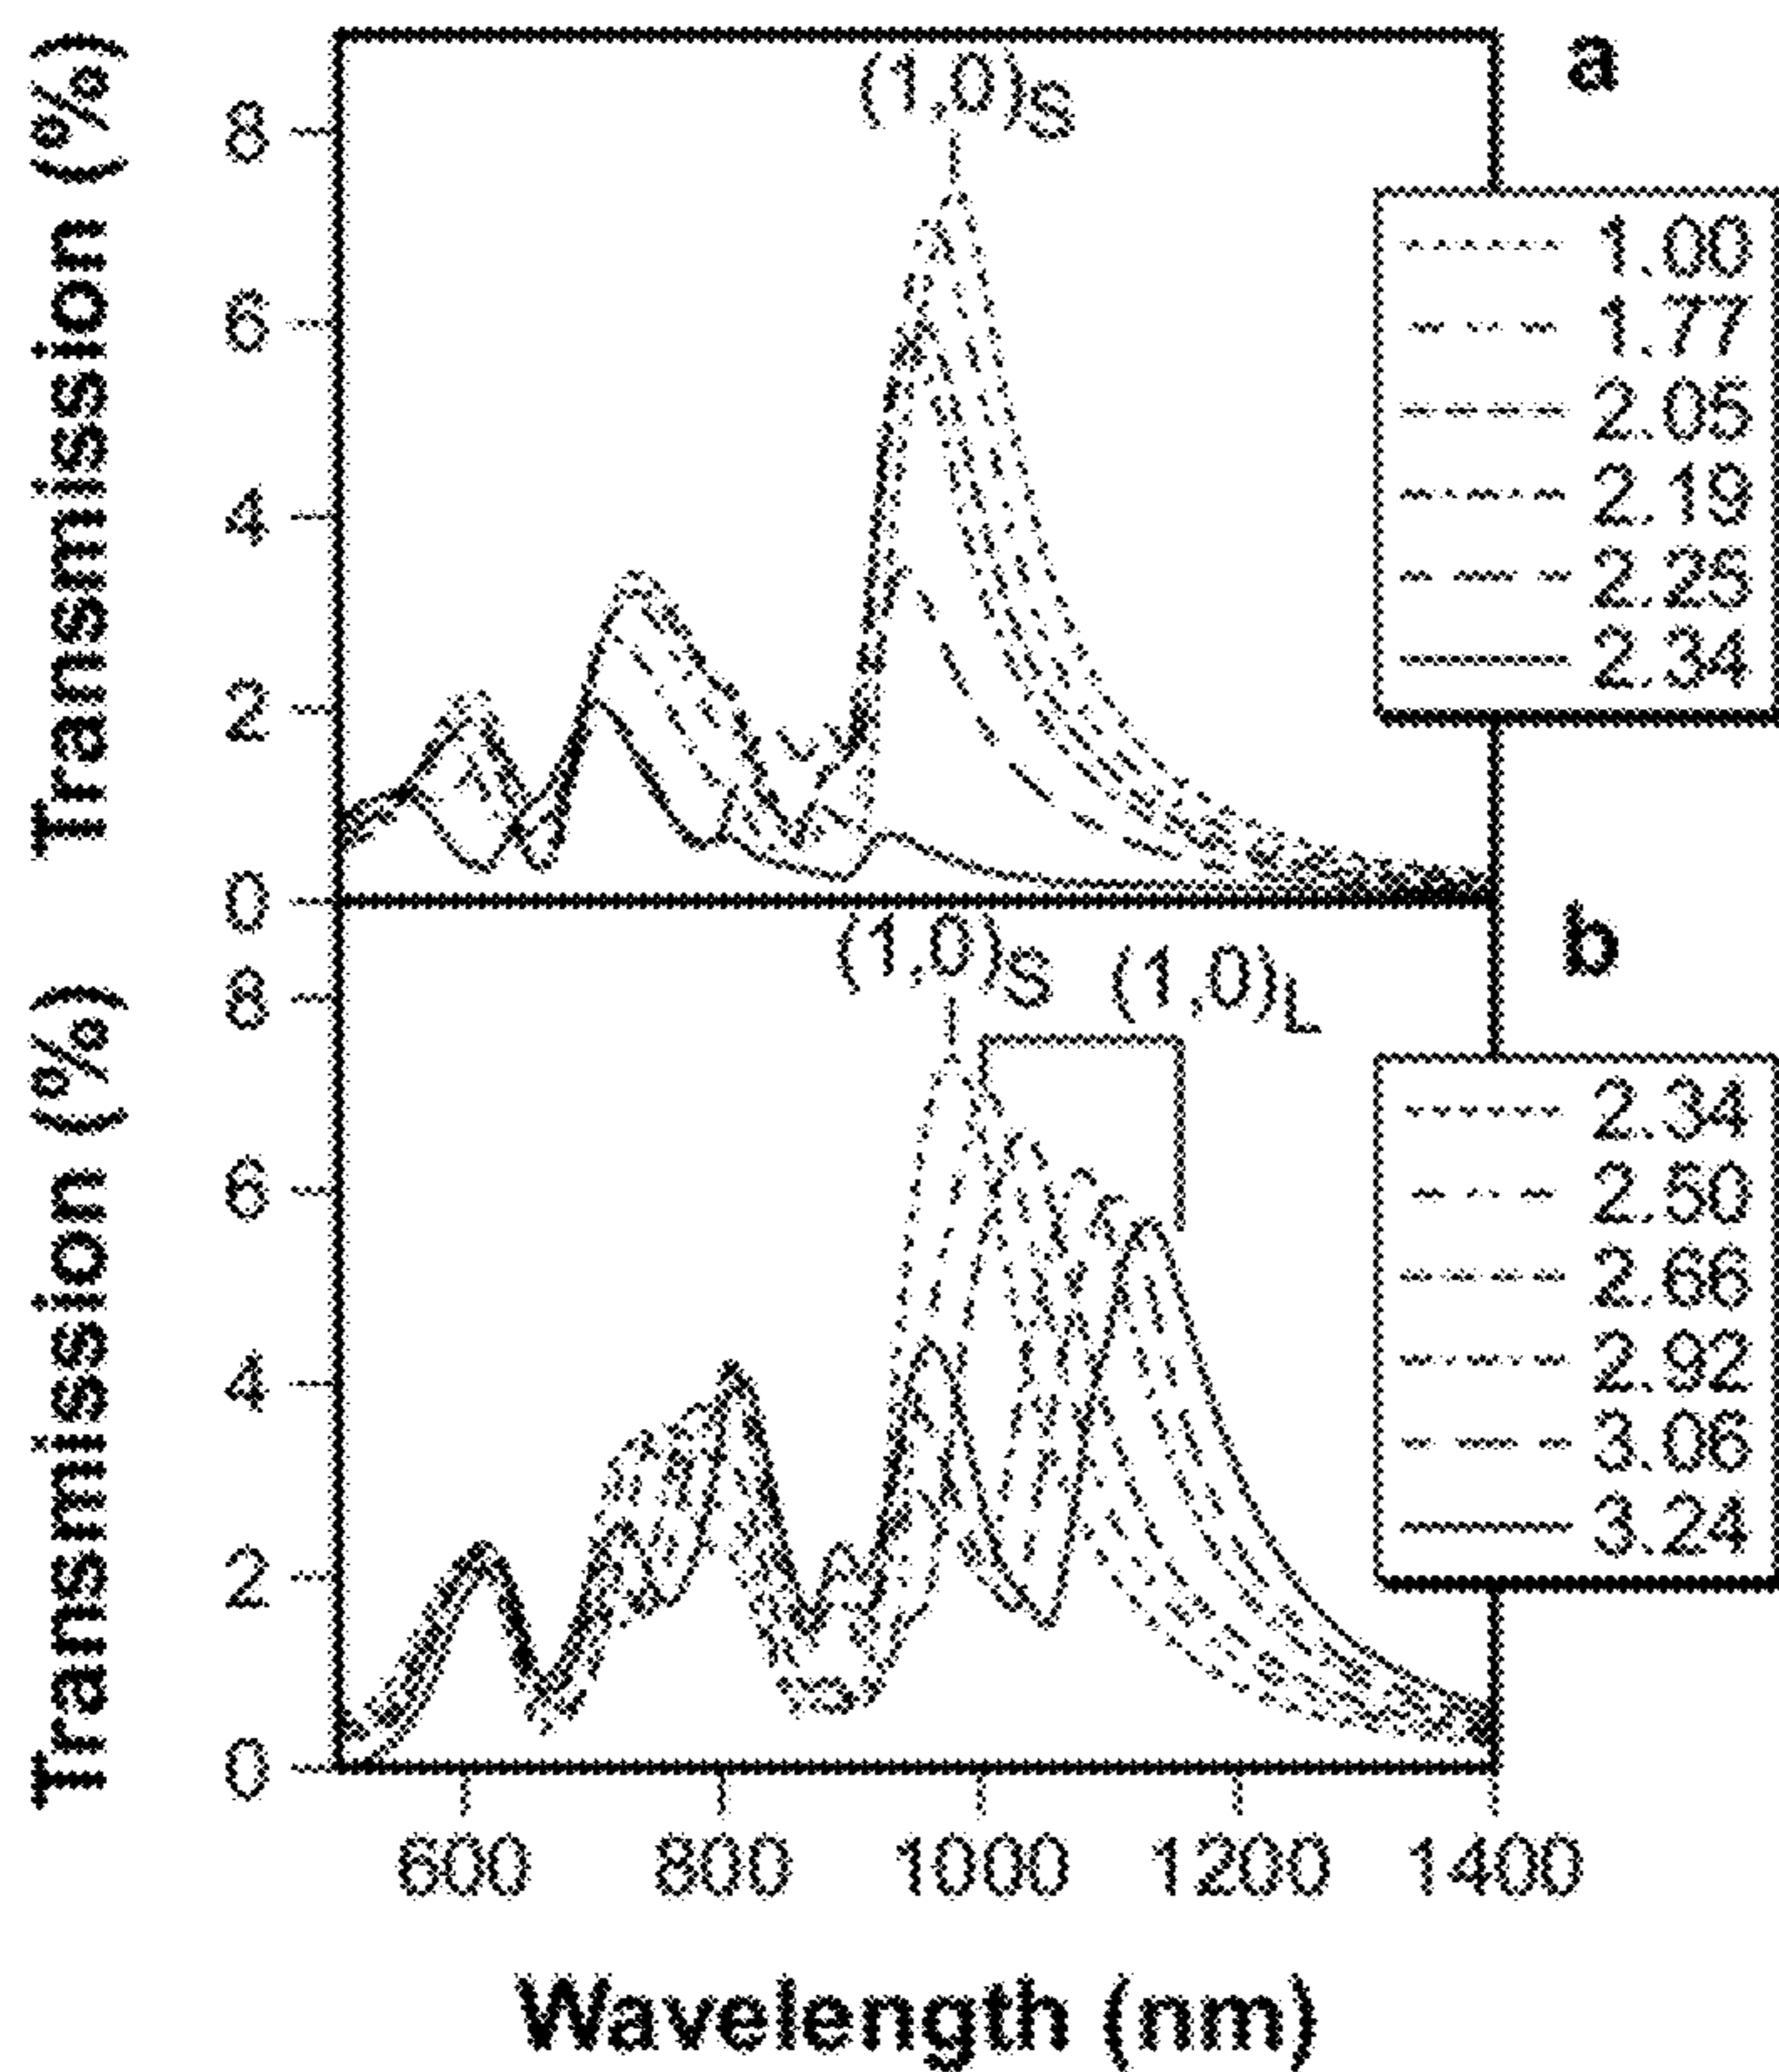 a
Transmission (%)
8
6
4
2
0
(1,0)S
1.00
1.77
2.05
2.19
2.25
2.34
b
Transmission (%)
8
6
4
2
0
(1,0)S (1,0)L
2.34
2.50
2.66
2.92
3.06
3.24
600 800 1000 1200 1400
Wavelength (nm)